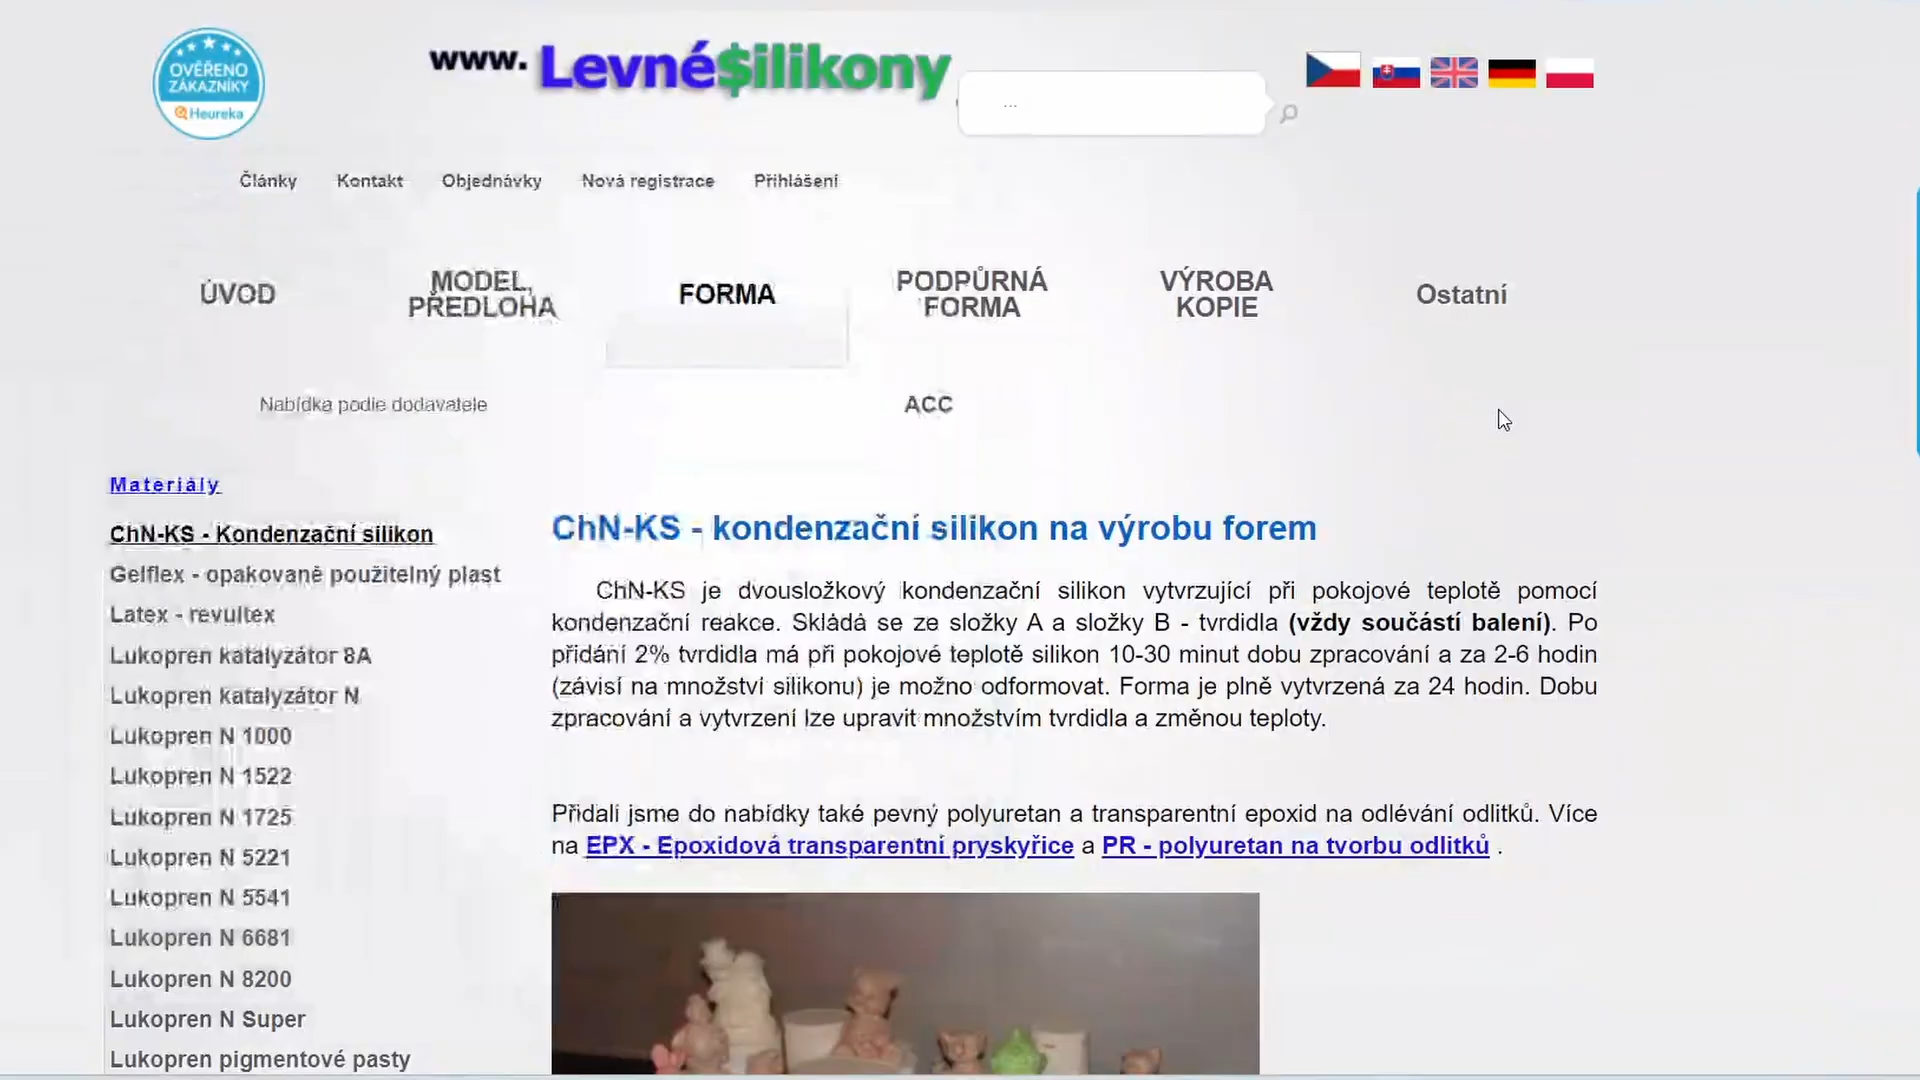 OVĚŘENO
ZÁKAZNÍKY
Heureka
www. Levné$ilikony
...
Články Kontakt Objednávky Nová registrace Přihlášení
ÚVOD
MODEL,
PŘEDLOHA
FORMA
PODPŮRNÁ
FORMA
VÝROBA
KOPIE
Ostatní
Nabídka podle dodavatele
ACC
Materiály
ChN-KS - Kondenzační silikon
Gelflex - opakovaně použitelný plast
Latex - revultex
Lukopren katalyzátor 8A
Lukopren katalyzátor N
Lukopren N 1000
Lukopren N 1522
Lukopren N 1725
Lukopren N 5221
Lukopren N 5541
Lukopren N 6681
Lukopren N 8200
Lukopren N Super
Lukopren pigmentové pasty
ChN-KS - kondenzační silikon na výrobu forem
ChN-KS je dvousložkový kondenzační silikon vytvrzující při pokojové teplotě pomocí
kondenzační reakce. Skládá se ze složky A a složky B - tvrdidla (vždy součástí balení). Po
přidání 2% tvrdidla má při pokojové teplotě silikon 10-30 minut dobu zpracování a za 2-6 hodin
(závisí na množství silikonu) je možno odformovat. Forma je plně vytvrzená za 24 hodin. Dobu
zpracování a vytvrzení lze upravit množstvím tvrdidla a změnou teploty.
Přidali jsme do nabídky také pevný polyuretan a transparentní epoxid na odlévání odlitků. Více
na EPX - Epoxidová transparentní pryskyřice a PR - polyuretan na tvorbu odlitků .